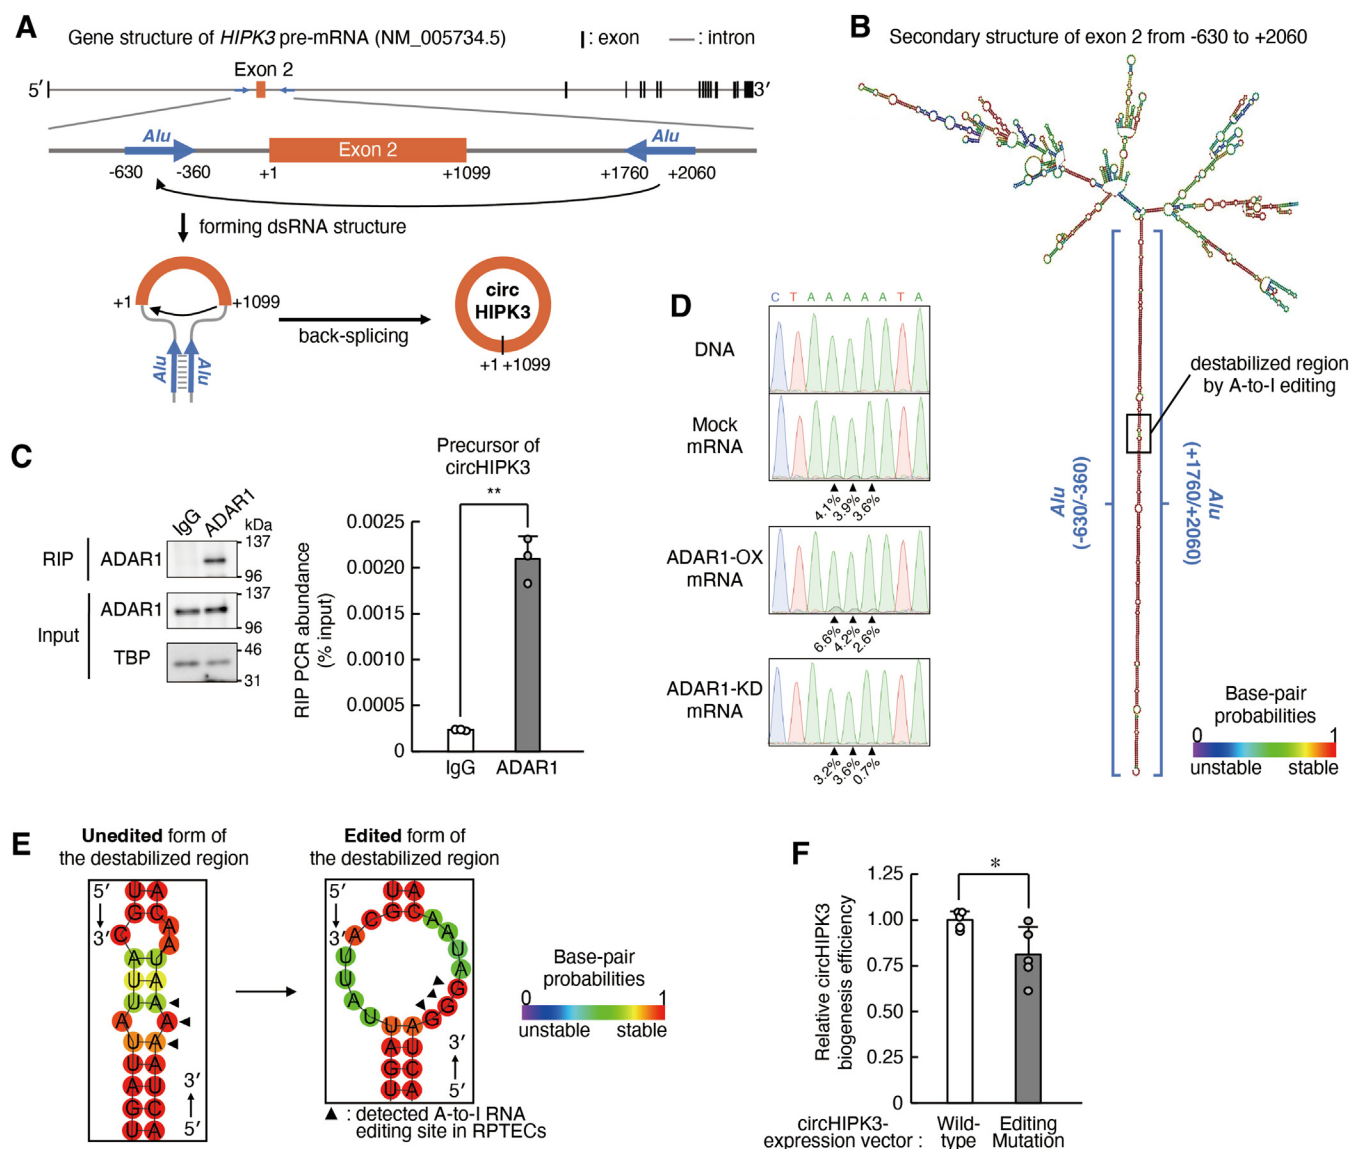 A
Gene structure of HIPK3 pre-mRNA (NM_005734.5)
: exon
: intron
Exon 2
5′
3′
Alu
Exon 2
Alu
-630
-360
+1
+1099
+1760
+2060
forming dsRNA structure
+1
+1099
Alu
Alu
back-splicing
circ
HIPK3
+1 +1099
B
Secondary structure of exon 2 from -630 to +2060
destabilized region
by A-to-I editing
Alu
(-630/-360)
Alu
(+1760/+2060)
Base-pair
probabilities
0 1
unstable stable
C
IgG
ADAR1
kDa
RIP
ADAR1
137
96
Input
ADAR1
137
96
TBP
46
31
Precursor of
circHIPK3
**
RIP PCR abundance
(% input)
0.0025
0.0020
0.0015
0.0010
0.0005
0
IgG ADAR1
D
C T A A A A A T A
DNA
Mock
mRNA
4.1% 3.9% 3.6%
ADAR1-OX
mRNA
6.6% 4.2% 2.6%
ADAR1-KD
mRNA
3.2% 3.6% 0.7%
E
Unedited form of
the destabilized region
5′
3′
U A
G C
C A
A
A U
U A
U A
A A
U A
U A
A U
G C
U A
3′
5′
Edited form of
the destabilized region
5′
3′
U A
C G C A
A A
U U
U A
A G
U G
U A G
A U
G C
U A
3′
5′
: detected A-to-I RNA
editing site in RPTECs
Base-pair
probabilities
0 1
unstable stable
F
*
Relative circHIPK3
biogenesis efficiency
1.25
1.00
0.75
0.50
0.25
0
circHIPK3-
expression vector :
Wild-
type
Editing
Mutation